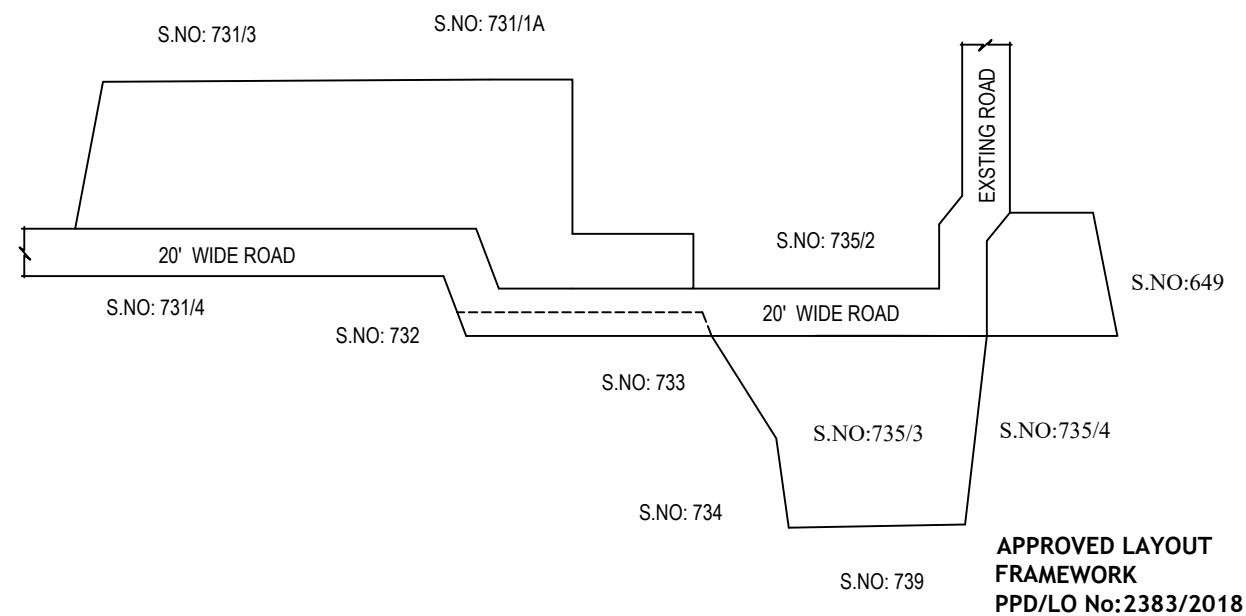 S.NO: 731/3
S.NO: 731/1A
EXSTING ROAD
S.NO: 735/2
20' WIDE ROAD
S.NO:649
S.NO: 731/4
20' WIDE ROAD
S.NO: 732
S.NO: 733
S.NO:735/3
S.NO:735/4
S.NO: 734
APPROVED LAYOUT
FRAMEWORK
PPD/LO No:2383/2018
S.NO: 739